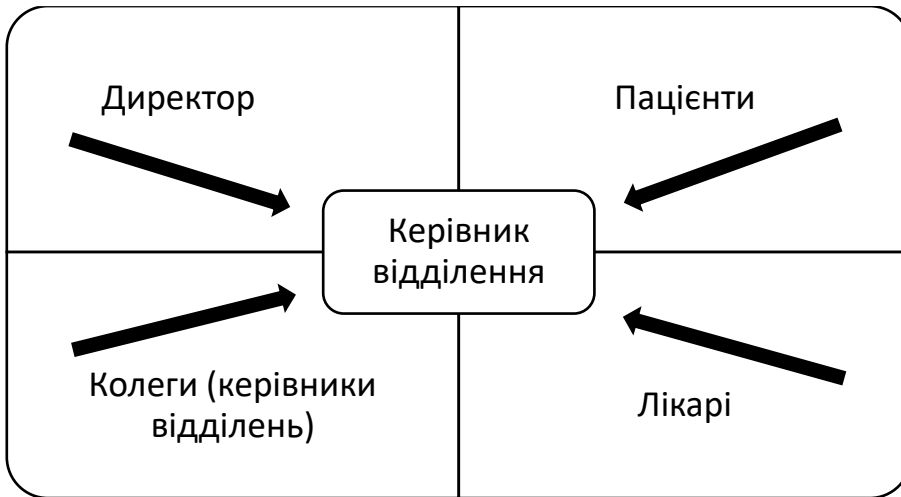 Директор
Пацієнти
Керівник
відділення
Колеги (керівники
відділень)
Лікарі